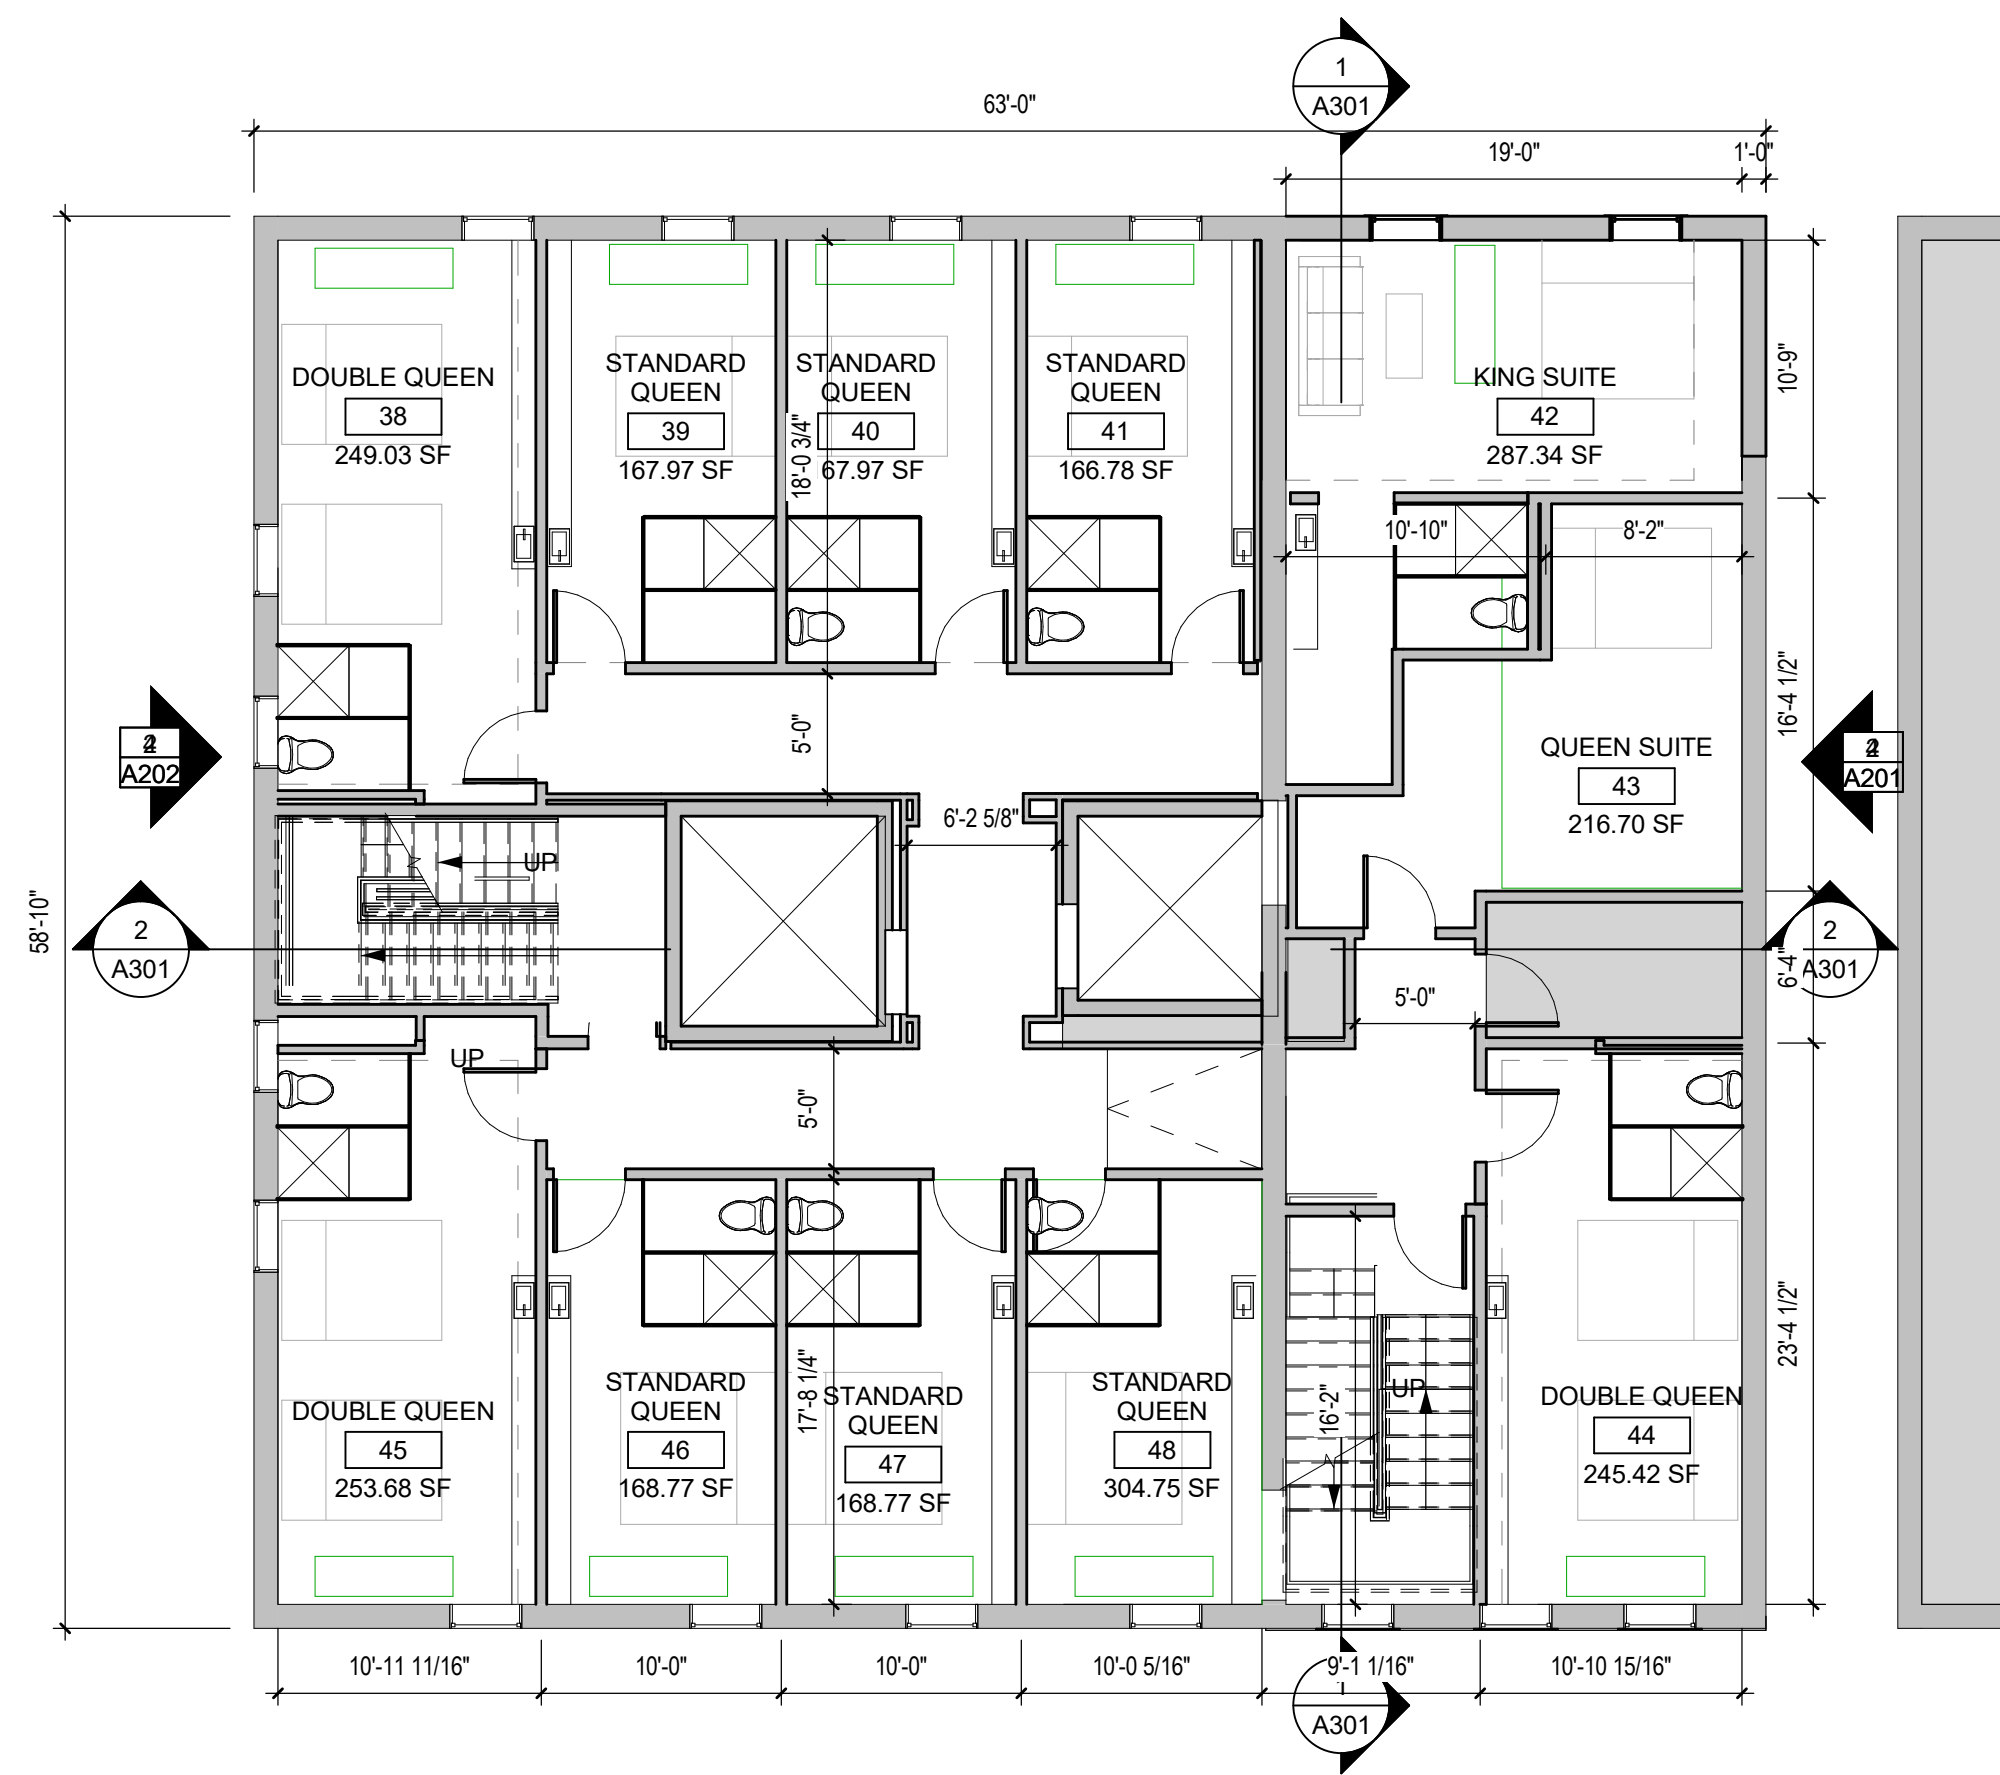 1
A301
63'-0"
19'-0"
1'-0"
DOUBLE QUEEN
38
249.03 SF
STANDARD
QUEEN
39
167.97 SF
STANDARD
QUEEN
40
67.97 SF
STANDARD
QUEEN
41
166.78 SF
KING SUITE
42
287.34 SF
10'-9"
18'-0 3/4"
10'-10"
8'-2"
16'-4 1/2"
5'-0"
A202
QUEEN SUITE
43
216.70 SF
A201
6'-2 5/8"
UP
58'-10"
2
A301
2
A301
6'-4"
5'-0"
UP
5'-0"
17'-8 1/4"
16'-2"
UP
23'-4 1/2"
DOUBLE QUEEN
45
253.68 SF
STANDARD
QUEEN
46
168.77 SF
STANDARD
QUEEN
47
168.77 SF
STANDARD
QUEEN
48
304.75 SF
DOUBLE QUEEN
44
245.42 SF
10'-11 11/16"
10'-0"
10'-0"
10'-0 5/16"
9'-1 1/16"
10'-10 15/16"
1
A301